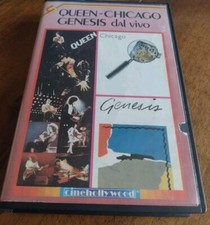 QUEEN-CHICAGO
GENESIS dal vivo
QUEEN
Chicago
Genesis
cinehollywood